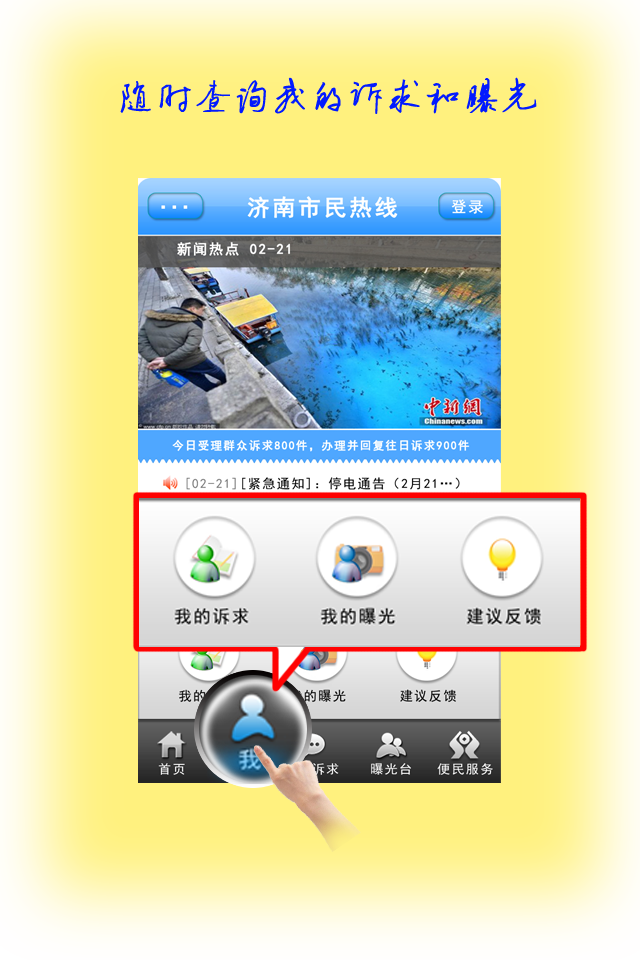 随时查询我的诉求和曝光
... 济南市民热线 登录
新闻热点 02-21
中新網
Chinanews.com
今日受理群众诉求800件，办理并回复往日诉求900件
[02-21][紧急通知]：停电通告（2月21…）
我的诉求 我的曝光 建议反馈
我的 的曝光 建议反馈
首页 我 诉求 曝光台 便民服务